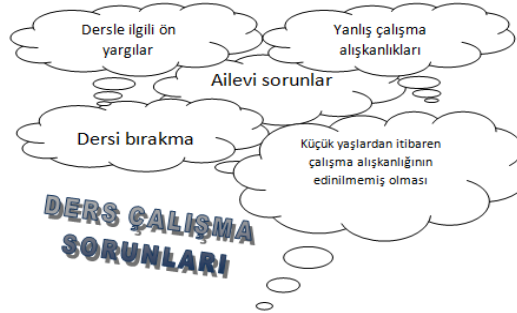 Dersle ilgili ön
yargılar
Yanlış çalışma
alışkanlıkları
Ailevi sorunlar
Dersi bırakma
Küçük yaşlardan itibaren
çalışma alışkanlığının
edinilmemiş olması
DERS ÇALIŞMA
SORUNLARI